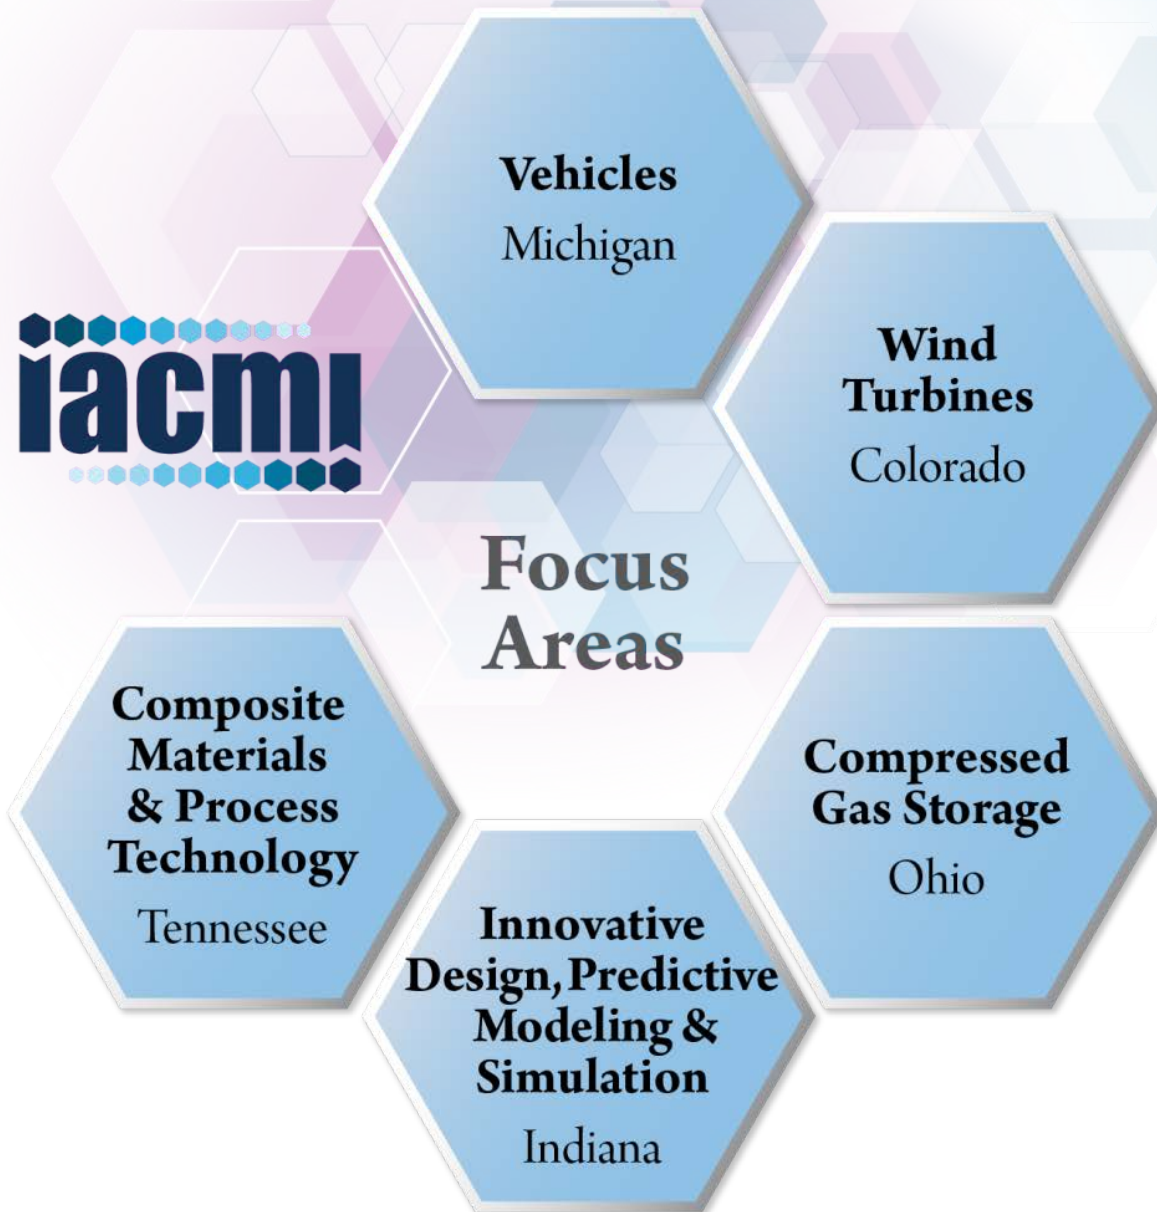 Vehicles
Michigan
Wind
Turbines
Colorado
iacmi
Focus
Areas
Composite
Materials
& Process
Technology
Tennessee
Compressed
Gas Storage
Ohio
Innovative
Design, Predictive
Modeling &
Simulation
Indiana